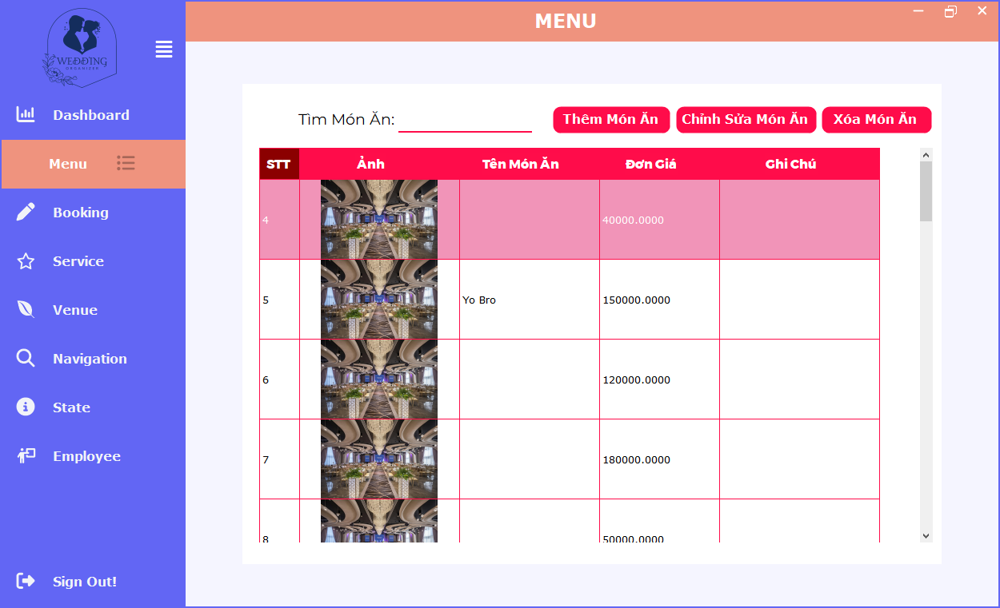 MENU
WEDDING
ORGANIZER
Dashboard
Menu
Booking
Service
Venue
Navigation
State
Employee
Sign Out!
Tìm Món Ăn:
Thêm Món Ăn
Chỉnh Sửa Món Ăn
Xóa Món Ăn
STT Ảnh Tên Món Ăn Đơn Giá Ghi Chú
4 40000.0000
5 Yo Bro 150000.0000
6 120000.0000
7 180000.0000
8 50000.0000